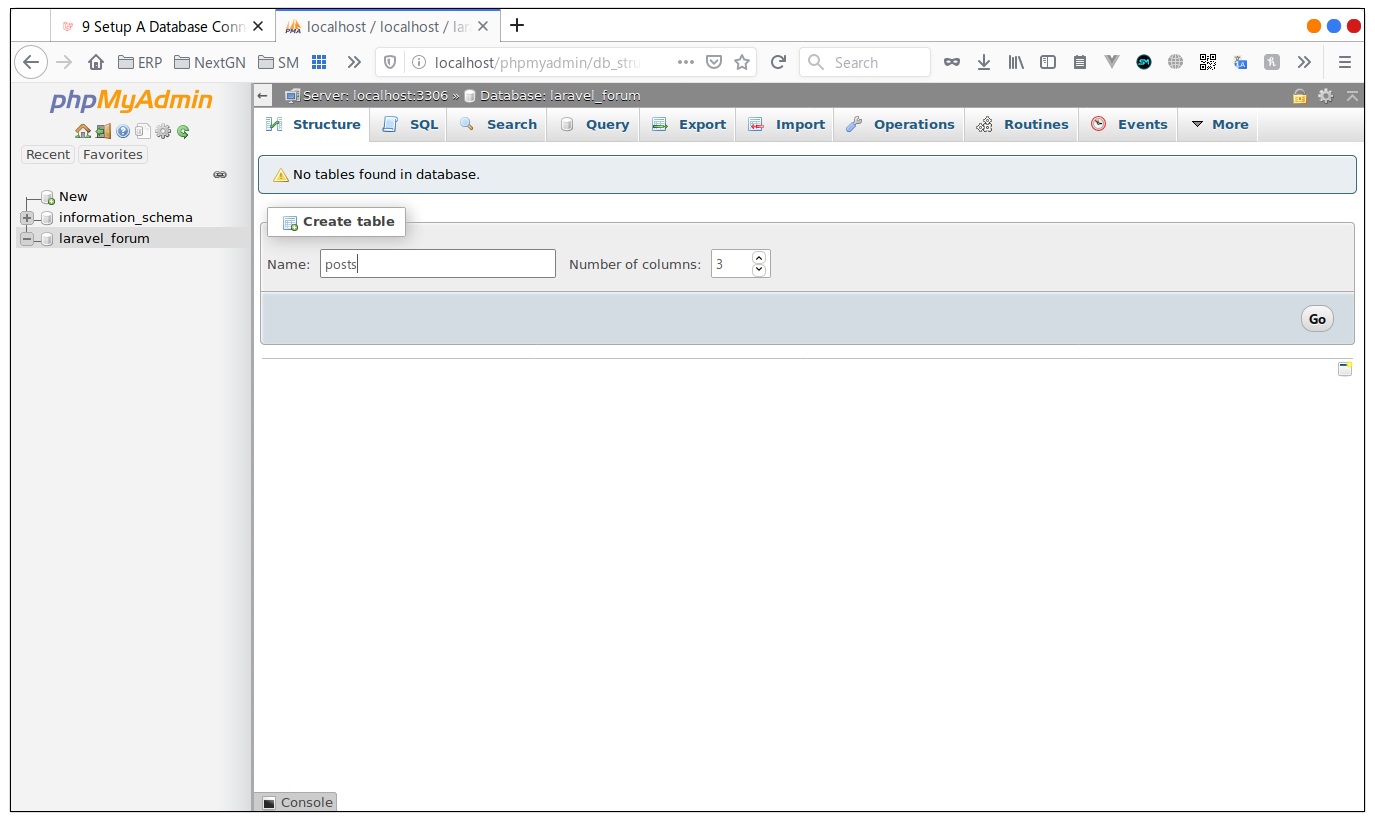 9 Setup A Database Conn
localhost / localhost / lar
ERP NextGN SM localhost/phpmyadmin/db_stru Search
phpMyAdmin
Recent Favorites
New
information_schema
laravel_forum
Server: localhost:3306 » Database: laravel_forum
Structure SQL Search Query Export Import Operations Routines Events More
No tables found in database.
Create table
Name: posts Number of columns: 3
Go
Console